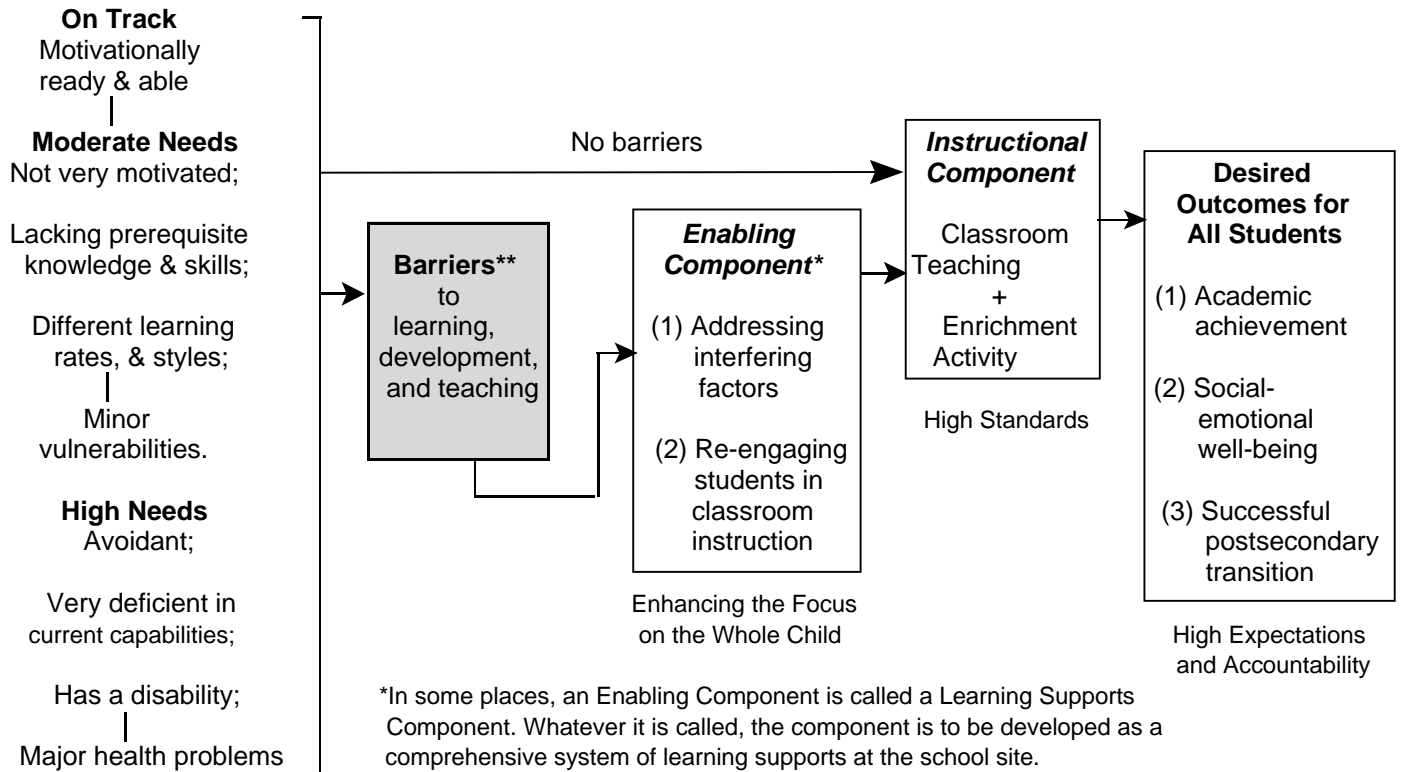 On Track
Motivationally
ready & able
Moderate Needs
Not very motivated;
Lacking prerequisite
knowledge & skills;
Different learning
rates, & styles;
Minor
vulnerabilities.
High Needs
Avoidant;
Very deficient in
current capabilities;
Has a disability;
Major health problems
No barriers
Barriers**
to
learning,
development,
and teaching
Enabling
Component*
(1) Addressing
interfering
factors
(2) Re-engaging
students in
classroom
instruction
Enhancing the Focus
on the Whole Child
Instructional
Component
Classroom
Teaching
+
Enrichment
Activity
High Standards
Desired
Outcomes for
All Students
(1) Academic
achievement
(2) Social-
emotional
well-being
(3) Successful
postsecondary
transition
High Expectations
and Accountability
*In some places, an Enabling Component is called a Learning Supports
Component. Whatever it is called, the component is to be developed as a
comprehensive system of learning supports at the school site.